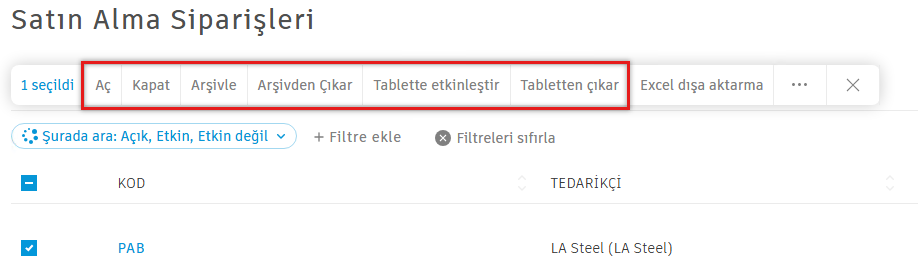 Satın Alma Siparişleri
1 seçildi Aç Kapat Arşivle Arşivden Çıkar Tablette etkinleştir Tabletten çıkar Excel dışa aktarma ...
Şurada ara: Açık, Etkin, Etkin değil + Filtre ekle Filtreleri sıfırla
KOD TEDARİKÇİ
PAB LA Steel (LA Steel)